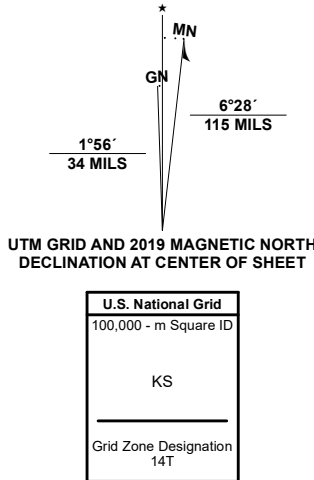 ★
MN
GN
6°28´
115 MILS
1°56´
34 MILS
UTM GRID AND 2019 MAGNETIC NORTH
DECLINATION AT CENTER OF SHEET
U.S. National Grid
100,000 - m Square ID
KS
Grid Zone Designation
14T